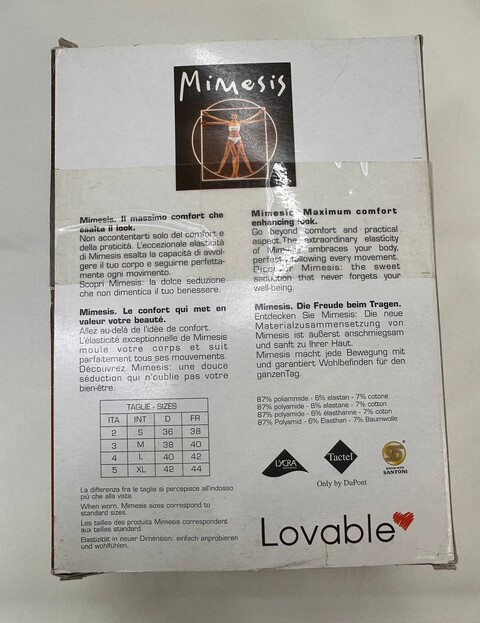 Mimesis
Mimesis. Il massimo comfort che
esalta il look.
Non accontentarti solo del comfort e
della praticità. L'eccezionale elasticità
di Mimesis esalta la capacità di avvol-
gere il tuo corpo e seguirne perfetta-
mente ogni movimento.
Scopri Mimesis: la dolce seduzione
che non dimentica il tuo benessere.
Mimesis. Maximum comfort
enhancing look.
Go beyond comfort and practical
aspect. The extraordinary elasticity
of Mimesis embraces your body,
perfectly following every movement.
Discover Mimesis: the sweet
seduction that never forgets your
well-being.
Mimesis. Le confort qui met en
valeur votre beauté.
Allez au-delà de l'idée de confort.
L'élasticité exceptionnelle de Mimesis
moule votre corps et suit
parfaitement tous ses mouvements.
Découvrez Mimesis: une douce
séduction qui n'oublie pas votre
bien-être.
Mimesis. Die Freude beim Tragen.
Entdecken Sie Mimesis: Die neue
Materialzusammensetzung von
Mimesis ist äußerst anschmiegsam
und sanft zu Ihrer Haut.
Mimesis macht jede Bewegung mit
und garantiert Wohlbefinden für den
ganzenTag.
TAGLIE - SIZES
ITA INT D FR
2 S 36 38
3 M 38 40
4 L 40 42
5 XL 42 44
87% poliammide - 6% elastan - 7% cotone
87% polyamide - 6% elastane - 7% cotton
87% polyamide - 6% élasthanne - 7% coton
87% Polyamid - 6% Elasthan - 7% Baumwolle
LYCRA
Tactel
SANTONI
Only by DuPont
La differenza fra le taglie si percepisce all'indosso
più che alla vista.
When worn, Mimesis sizes correspond to
standard sizes.
Les tailles des produits Mimesis correspondent
aux tailles standard.
Elastizität in neuer Dimension: einfach anprobieren
und wohlfühlen.
Lovable